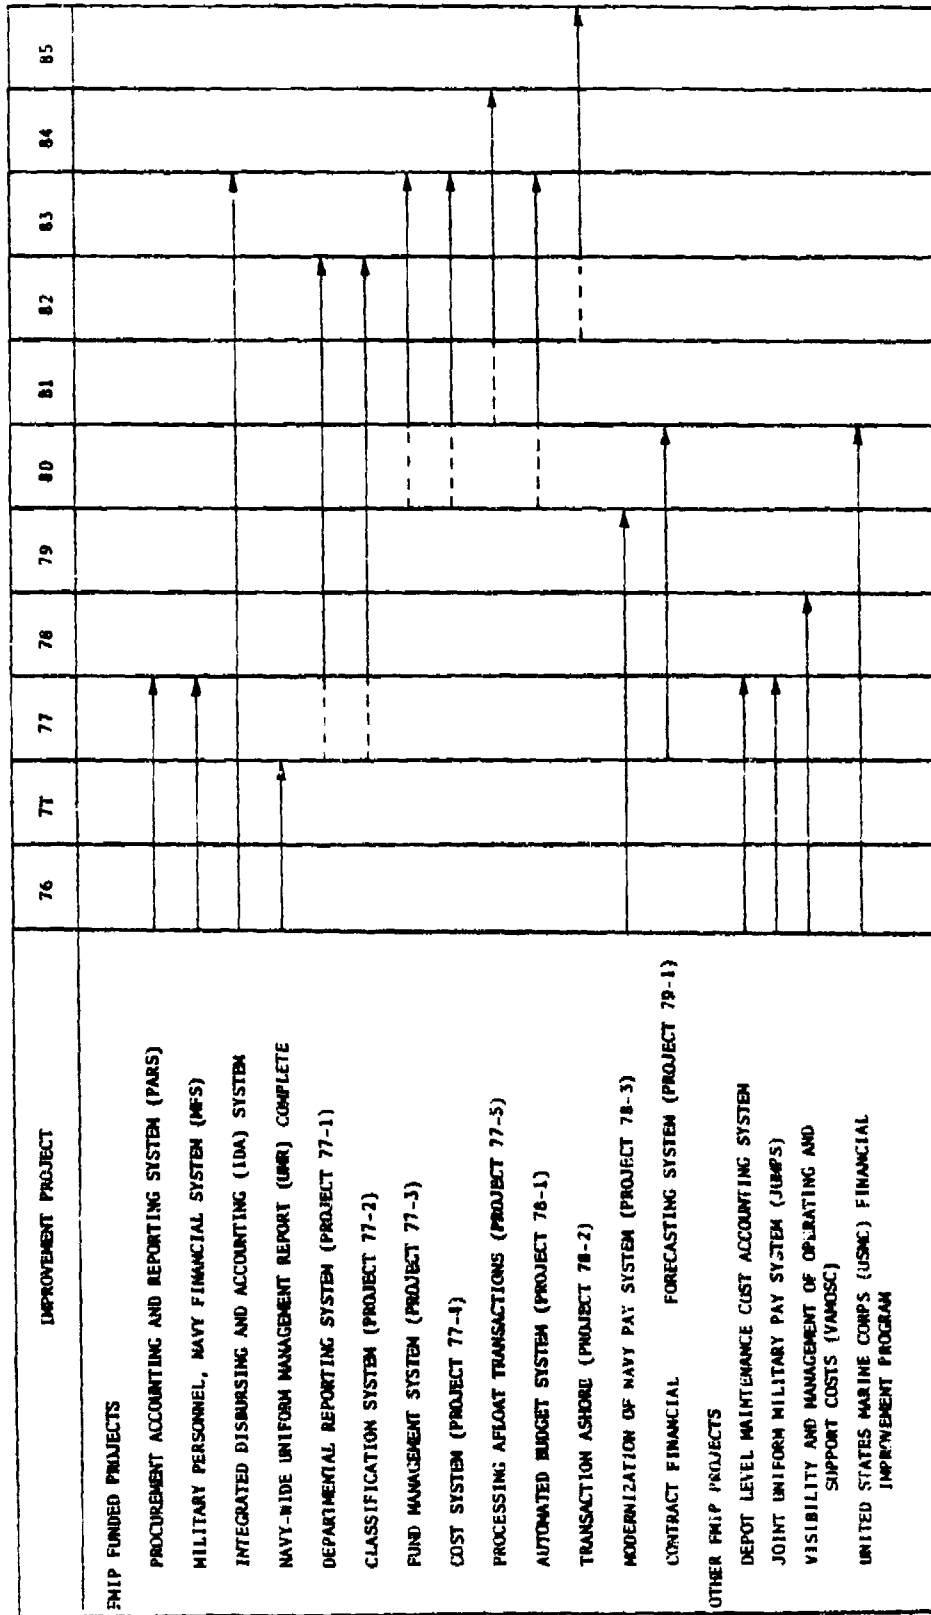 IMPROVEMENT PROJECT 76 7T 77 78 79 80 81 82 83 84 85
FMIP FUNDED PROJECTS
PROCUREMENT ACCOUNTING AND REPORTING SYSTEM (PARS)
MILITARY PERSONNEL, NAVY FINANCIAL SYSTEM (MFS)
INTEGRATED DISBURSING AND ACCOUNTING (IDA) SYSTEM
NAVY-WIDE UNIFORM MANAGEMENT REPORT (UMR) COMPLETE
DEPARTMENTAL REPORTING SYSTEM (PROJECT 77-1)
CLASSIFICATION SYSTEM (PROJECT 77-2)
FUND MANAGEMENT SYSTEM (PROJECT 77-3)
COST SYSTEM (PROJECT 77-4)
PROCESSING AFLOAT TRANSACTIONS (PROJECT 77-5)
AUTOMATED BUDGET SYSTEM (PROJECT 78-1)
TRANSACTION ASHORE (PROJECT 78-2)
MODERNIZATION OF NAVY PAY SYSTEM (PROJECT 78-3)
CONTRACT FINANCIAL FORECASTING SYSTEM (PROJECT 79-1)
OTHER FMIP PROJECTS
DEPOT LEVEL MAINTENANCE COST ACCOUNTING SYSTEM
JOINT UNIFORM MILITARY PAY SYSTEM (JUMPS)
VISIBILITY AND MANAGEMENT OF OPERATING AND
SUPPORT COSTS (VAMOSC)
UNITED STATES MARINE CORPS (USMC) FINANCIAL
IMPROVEMENT PROGRAM